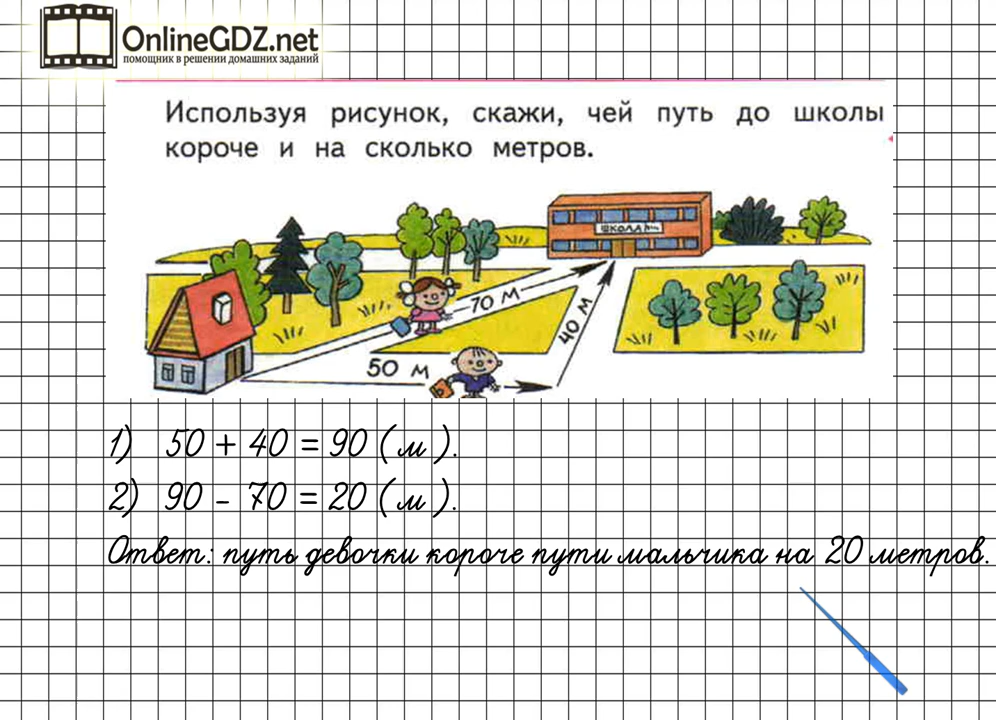 OnlineGDZ.net
помощник в решении домашних заданий
Используя рисунок, скажи, чей путь до школы
короче и на сколько метров.
ШКОЛА
70 м
40 м
50 м
1) 50 + 40 = 90 (м).
2) 90 - 70 = 20 (м).
Ответ: путь девочки короче пути мальчика на 20 метров.